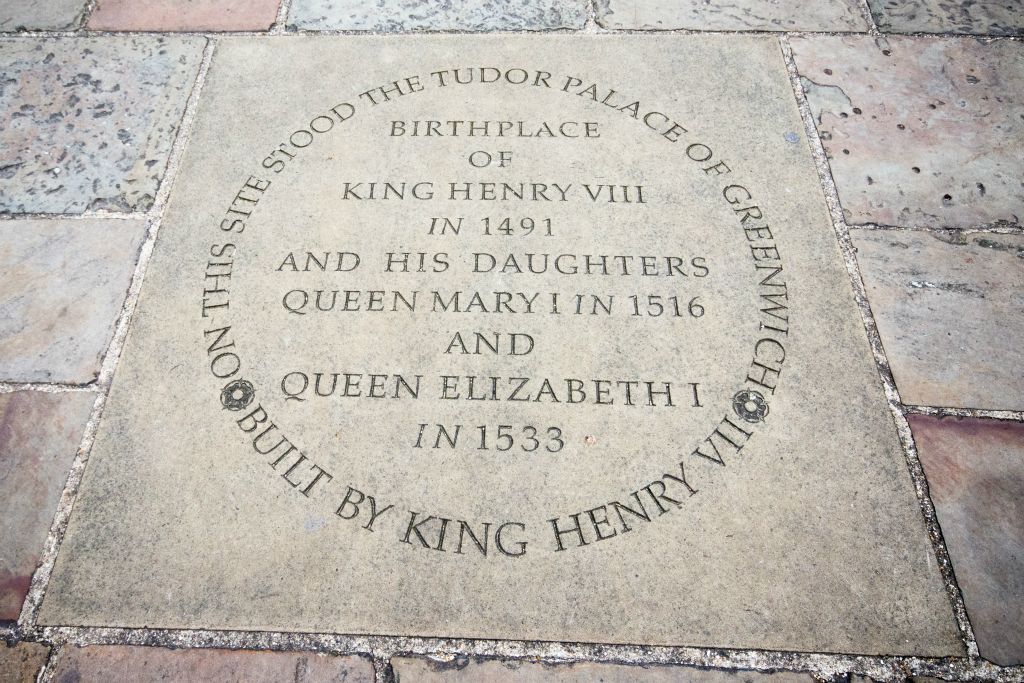 ON THIS SITE STOOD THE TUDOR PALACE OF GREENWICH
BIRTHPLACE
OF
KING HENRY VIII
IN 1491
AND HIS DAUGHTERS
QUEEN MARY I IN 1516
AND
QUEEN ELIZABETH I
IN 1533
BUILT BY KING HENRY VII